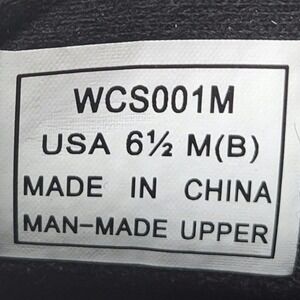 WCS001M
USA 6½ M(B)
MADE IN CHINA
MAN-MADE UPPER